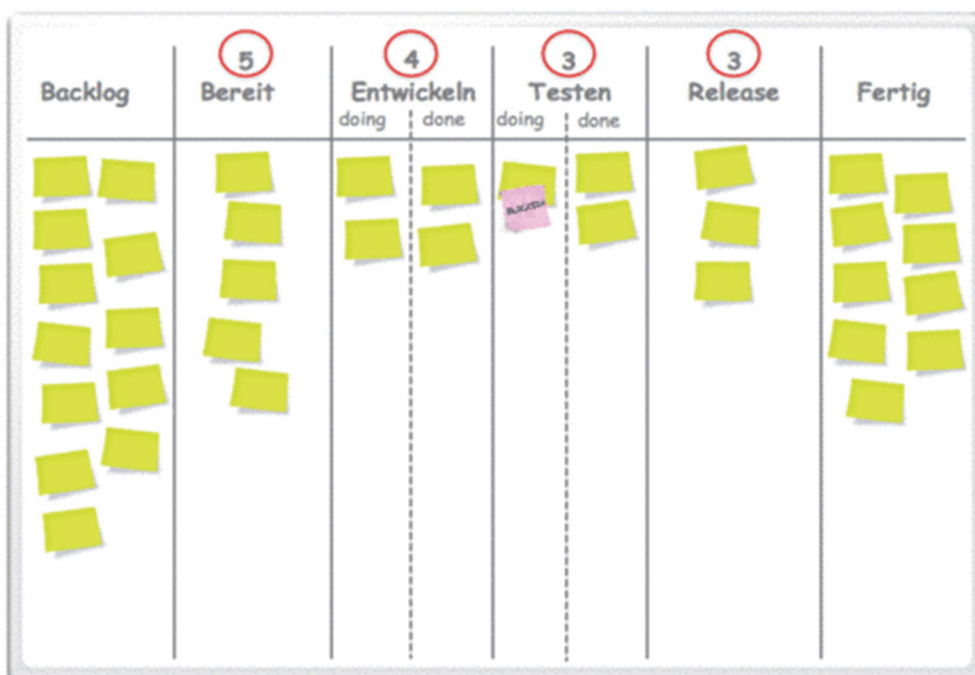 5
4
3
3
Backlog
Bereit
Entwickeln
Testen
Release
Fertig
doing
done
doing
done